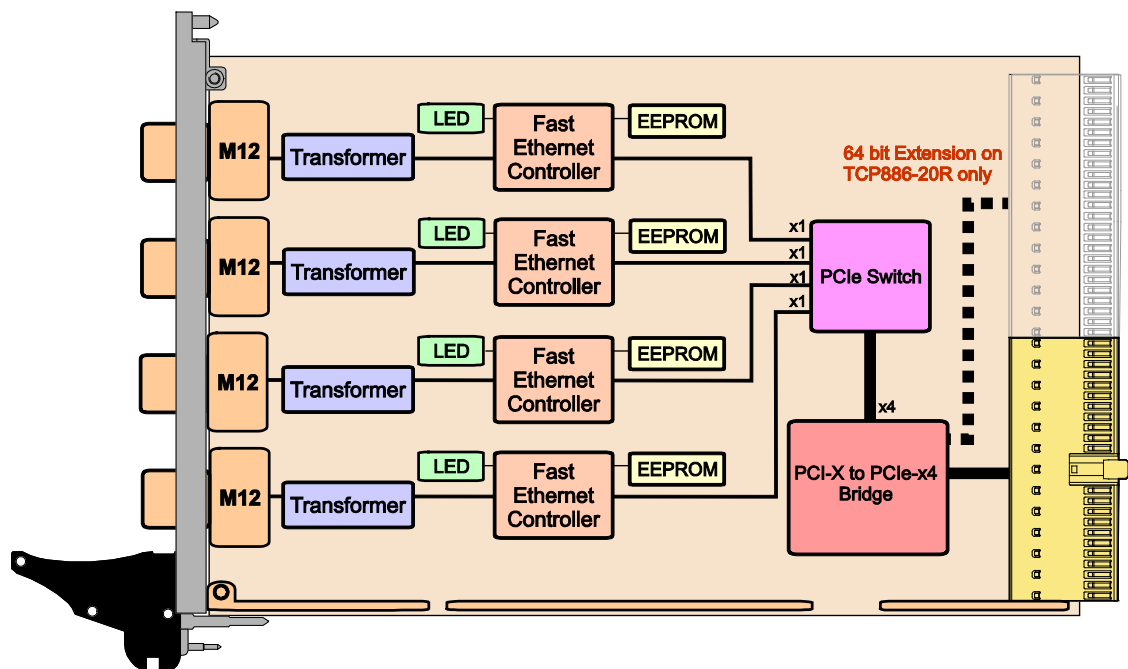 LED
Fast
Ethernet
Controller
EEPROM
M12
Transformer
64 bit Extension on
TCP886-20R only
LED
Fast
Ethernet
Controller
EEPROM
M12
Transformer
x1
x1
x1
x1
PCIe Switch
LED
Fast
Ethernet
Controller
EEPROM
M12
Transformer
x4
LED
Fast
Ethernet
Controller
EEPROM
M12
Transformer
PCI-X to PCIe-x4
Bridge